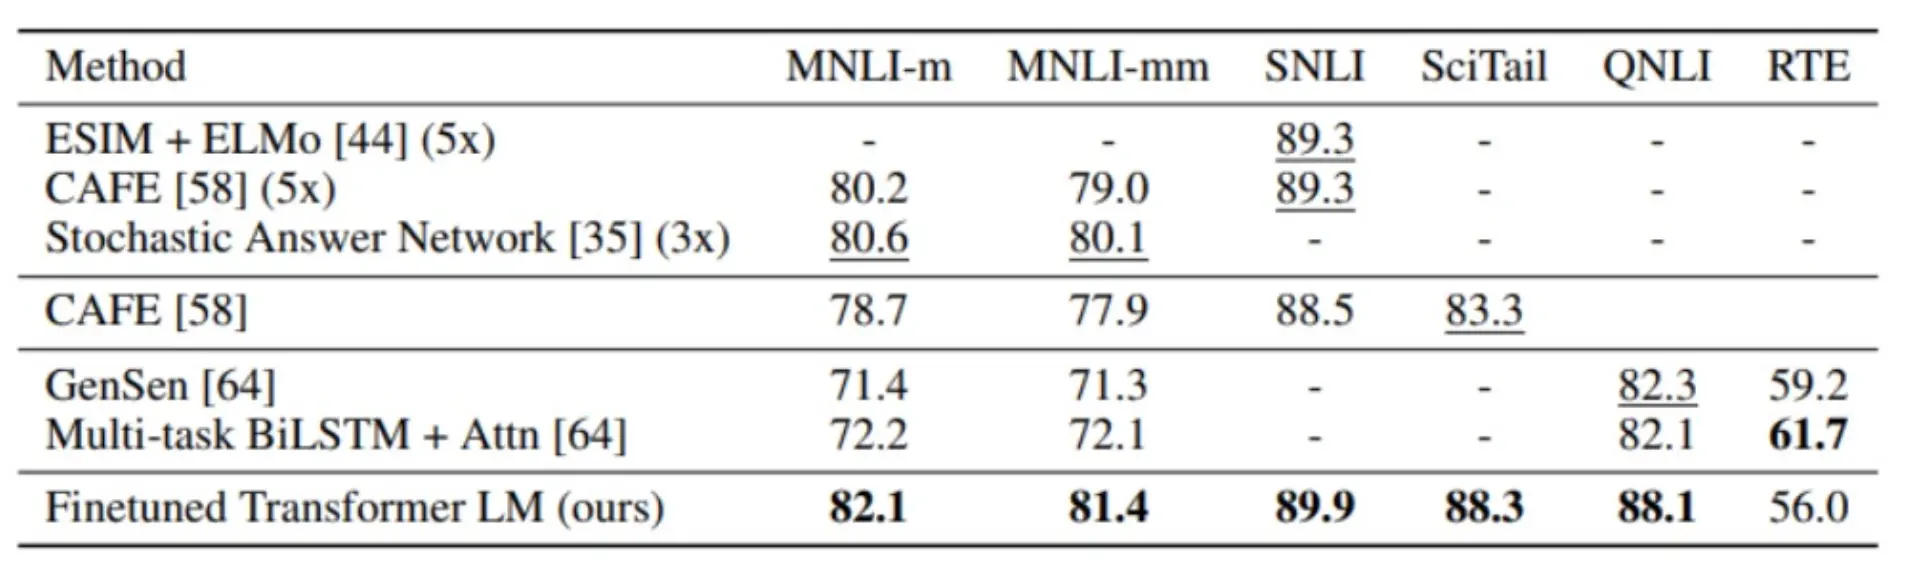 Method MNLI-m MNLI-mm SNLI SciTail QNLI RTE
ESIM + ELMo [44] (5x) - - 89.3 - - -
CAFE [58] (5x) 80.2 79.0 89.3 - - -
Stochastic Answer Network [35] (3x) 80.6 80.1 - - - -
CAFE [58] 78.7 77.9 88.5 83.3
GenSen [64] 71.4 71.3 - - 82.3 59.2
Multi-task BiLSTM + Attn [64] 72.2 72.1 - - 82.1 61.7
Finetuned Transformer LM (ours) 82.1 81.4 89.9 88.3 88.1 56.0